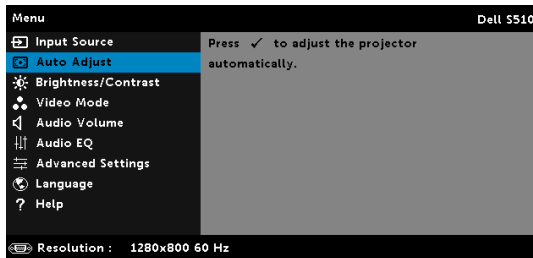 Menu Dell S510
Input Source
Press ✓ to adjust the projector
Auto Adjust
automatically.
Brightness/Contrast
Video Mode
Audio Volume
Audio EQ
Advanced Settings
Language
? Help
Resolution : 1280x800 60 Hz